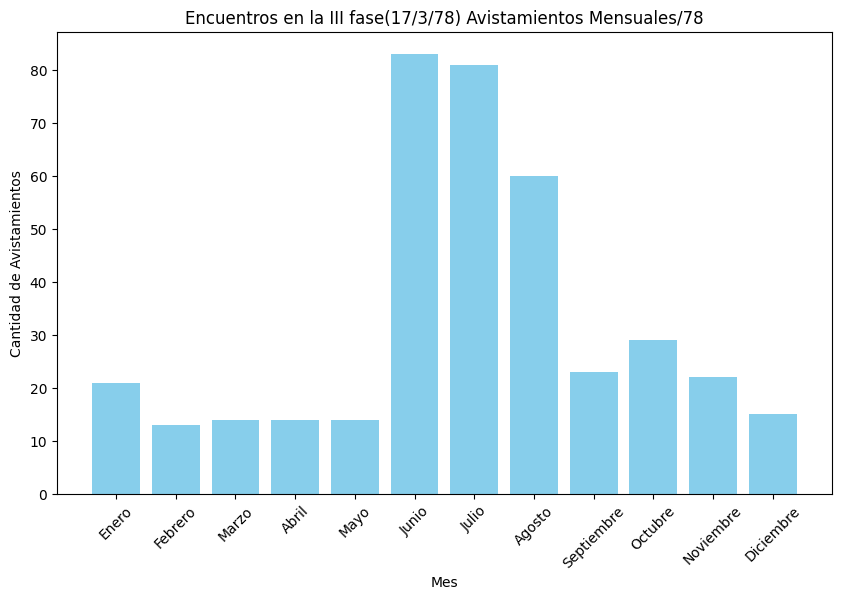 Encuentros en la III fase(17/3/78) Avistamientos Mensuales/78
Cantidad de Avistamientos
80
70
60
50
40
30
20
10
0
Enero
Febrero
Marzo
Abril
Mayo
Junio
Julio
Agosto
Septiembre
Octubre
Noviembre
Diciembre
Mes